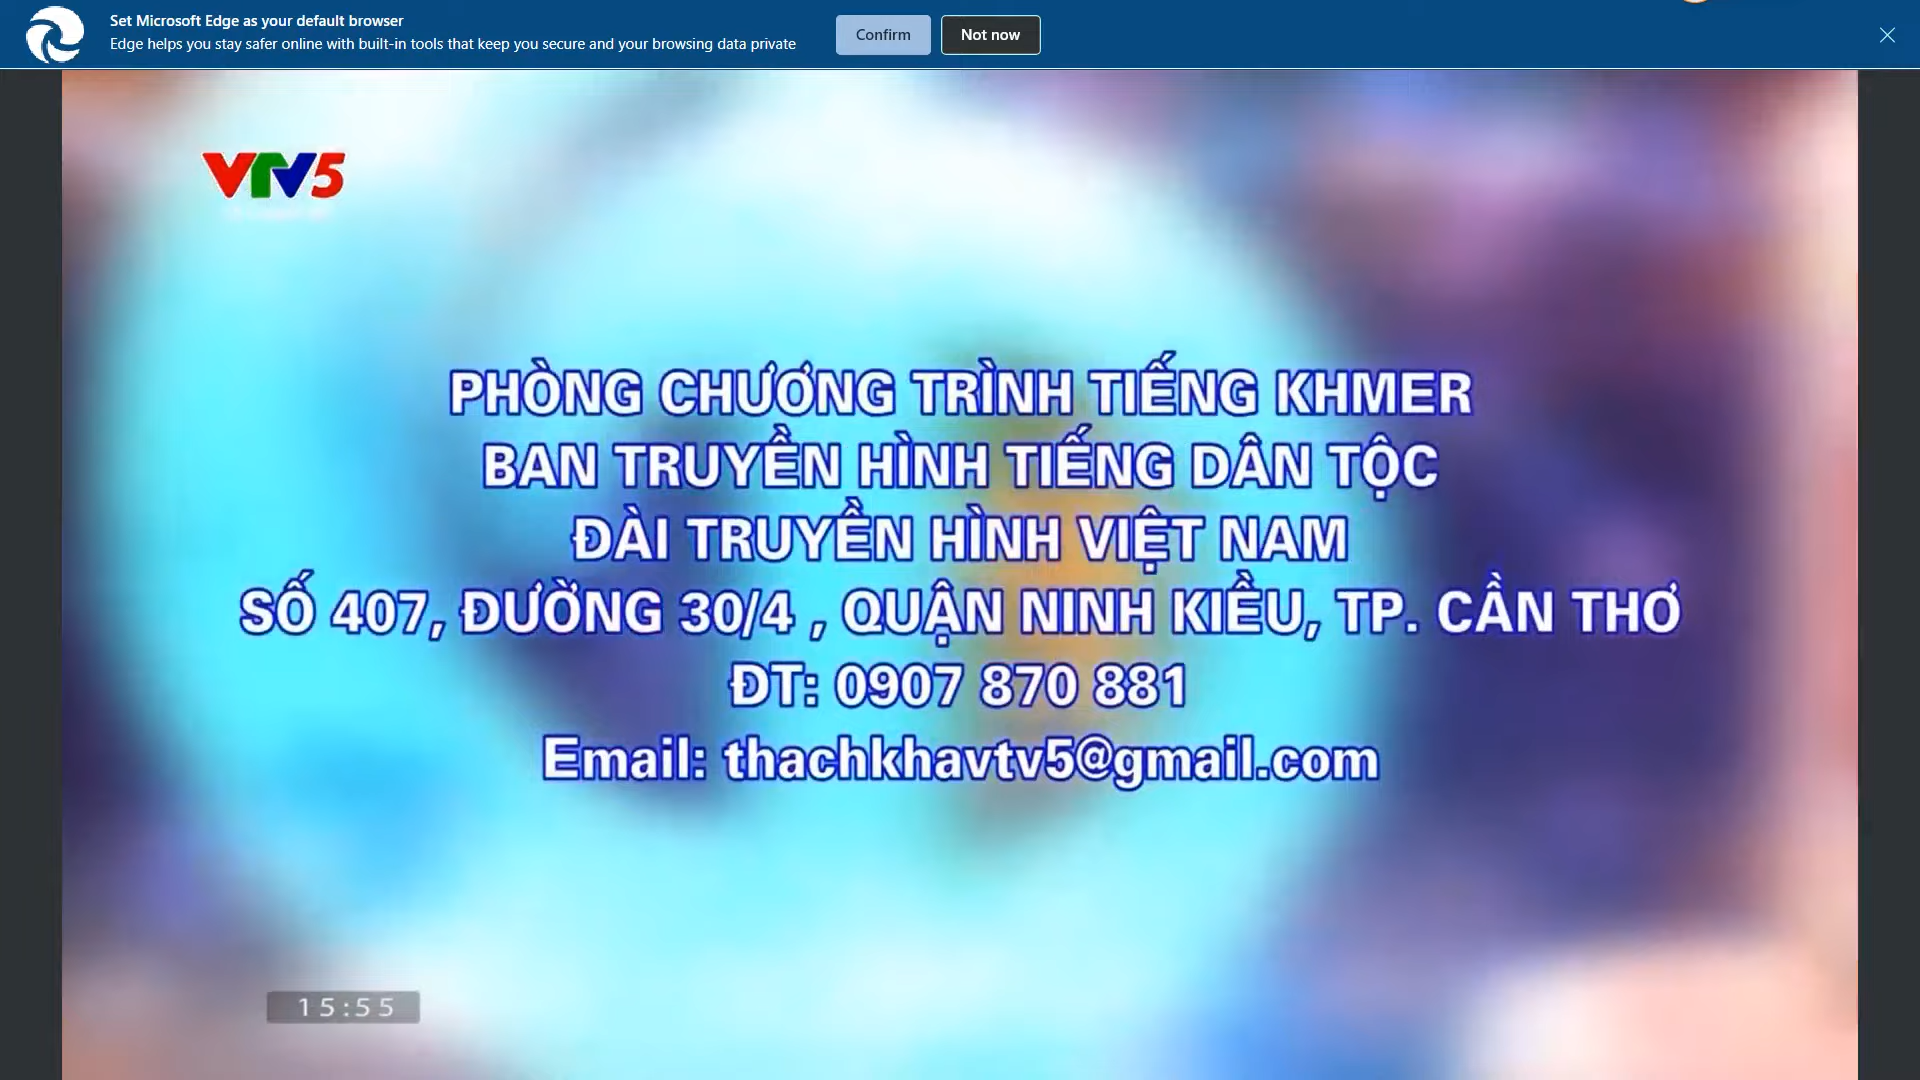 Set Microsoft Edge as your default browser
Edge helps you stay safer online with built-in tools that keep you secure and your browsing data private
Confirm
Not now
VTV5
PHÒNG CHƯƠNG TRÌNH TIẾNG KHMER
BAN TRUYỀN HÌNH TIẾNG DÂN TỘC
ĐÀI TRUYỀN HÌNH VIỆT NAM
SỐ 407, ĐƯỜNG 30/4 , QUẬN NINH KIỀU, TP. CẦN THƠ
ĐT: 0907 870 881
Email: thachkhavtv5@gmail.com
15:55